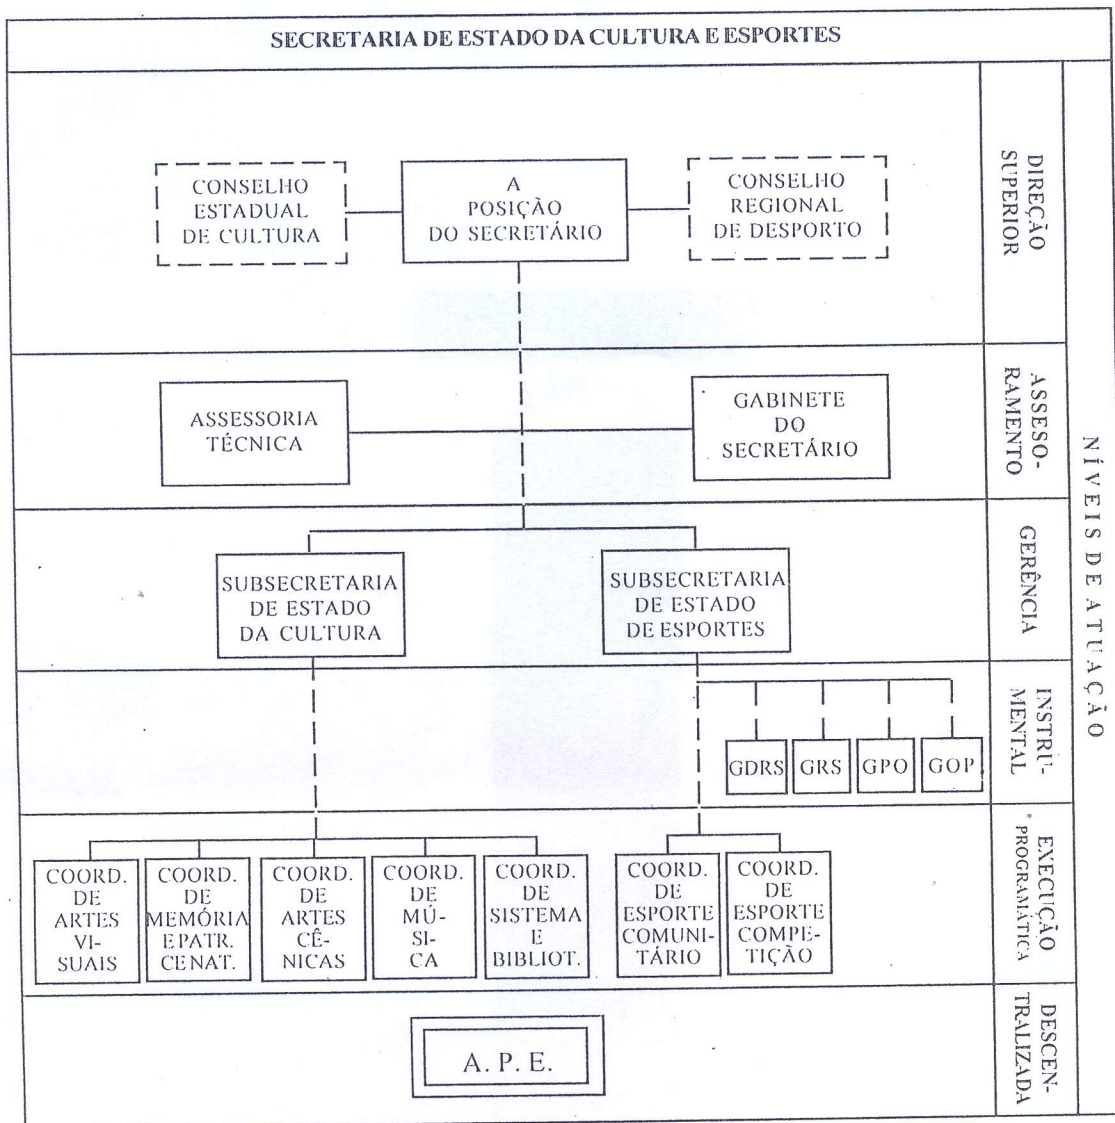 SECRETARIA DE ESTADO DA CULTURA E ESPORTES
CONSELHO
ESTADUAL
DE CULTURA
A
POSIÇÃO
DO SECRETÁRIO
CONSELHO
REGIONAL
DE DESPORTO
DIREÇÃO
SUPERIOR
ASSESSORIA
TÉCNICA
GABINETE
DO
SECRETÁRIO
ASSESO-
RAMENTO
NÍVEIS DE ATUAÇÃO
SUBSECRETARIA
DE ESTADO
DA CULTURA
SUBSECRETARIA
DE ESTADO
DE ESPORTES
GERÊNCIA
GDRS
GRS
GPO
GOP
INSTRU-
MENTAL
COORD.
DE
ARTES
VI-
SUAIS
COORD.
DE
MEMÓRIA
E PATR.
CENAT.
COORD.
DE
ARTES
CÊ-
NICAS
COORD.
DE
MÚ-
SI-
CA
COORD.
DE
SISTEMA
E
BIBLIOT.
COORD.
DE
ESPORTE
COMUNI-
TÁRIO
COORD.
DE
ESPORTE
COMPE-
TIÇÃO
EXECUÇÃO
PROGRAMÁTICA
A. P. E.
DESCEN-
TRALIZADA